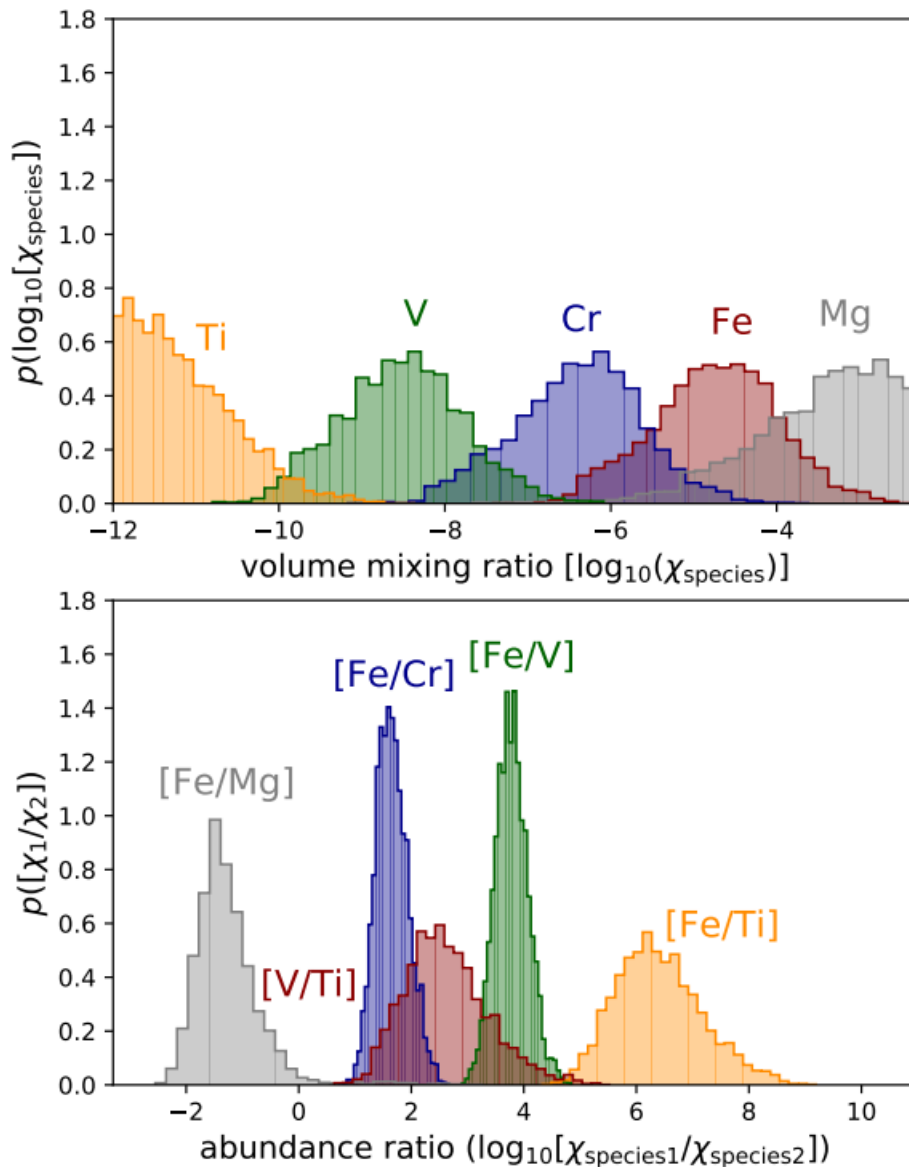 1.8
1.6
1.4
1.2
1.0
0.8
0.6
0.4
0.2
0.0
p(log₁₀[χspecies])
Ti
V
Cr
Fe
Mg
−12
−10
−8
−6
−4
volume mixing ratio [log₁₀(χspecies)]
1.8
1.6
1.4
1.2
1.0
0.8
0.6
0.4
0.2
0.0
p([χ₁/χ₂])
[Fe/V]
[Fe/Cr]
[Fe/Mg]
[Fe/Ti]
[V/Ti]
−2
0
2
4
6
8
10
abundance ratio (log₁₀[χspecies1/χspecies2])